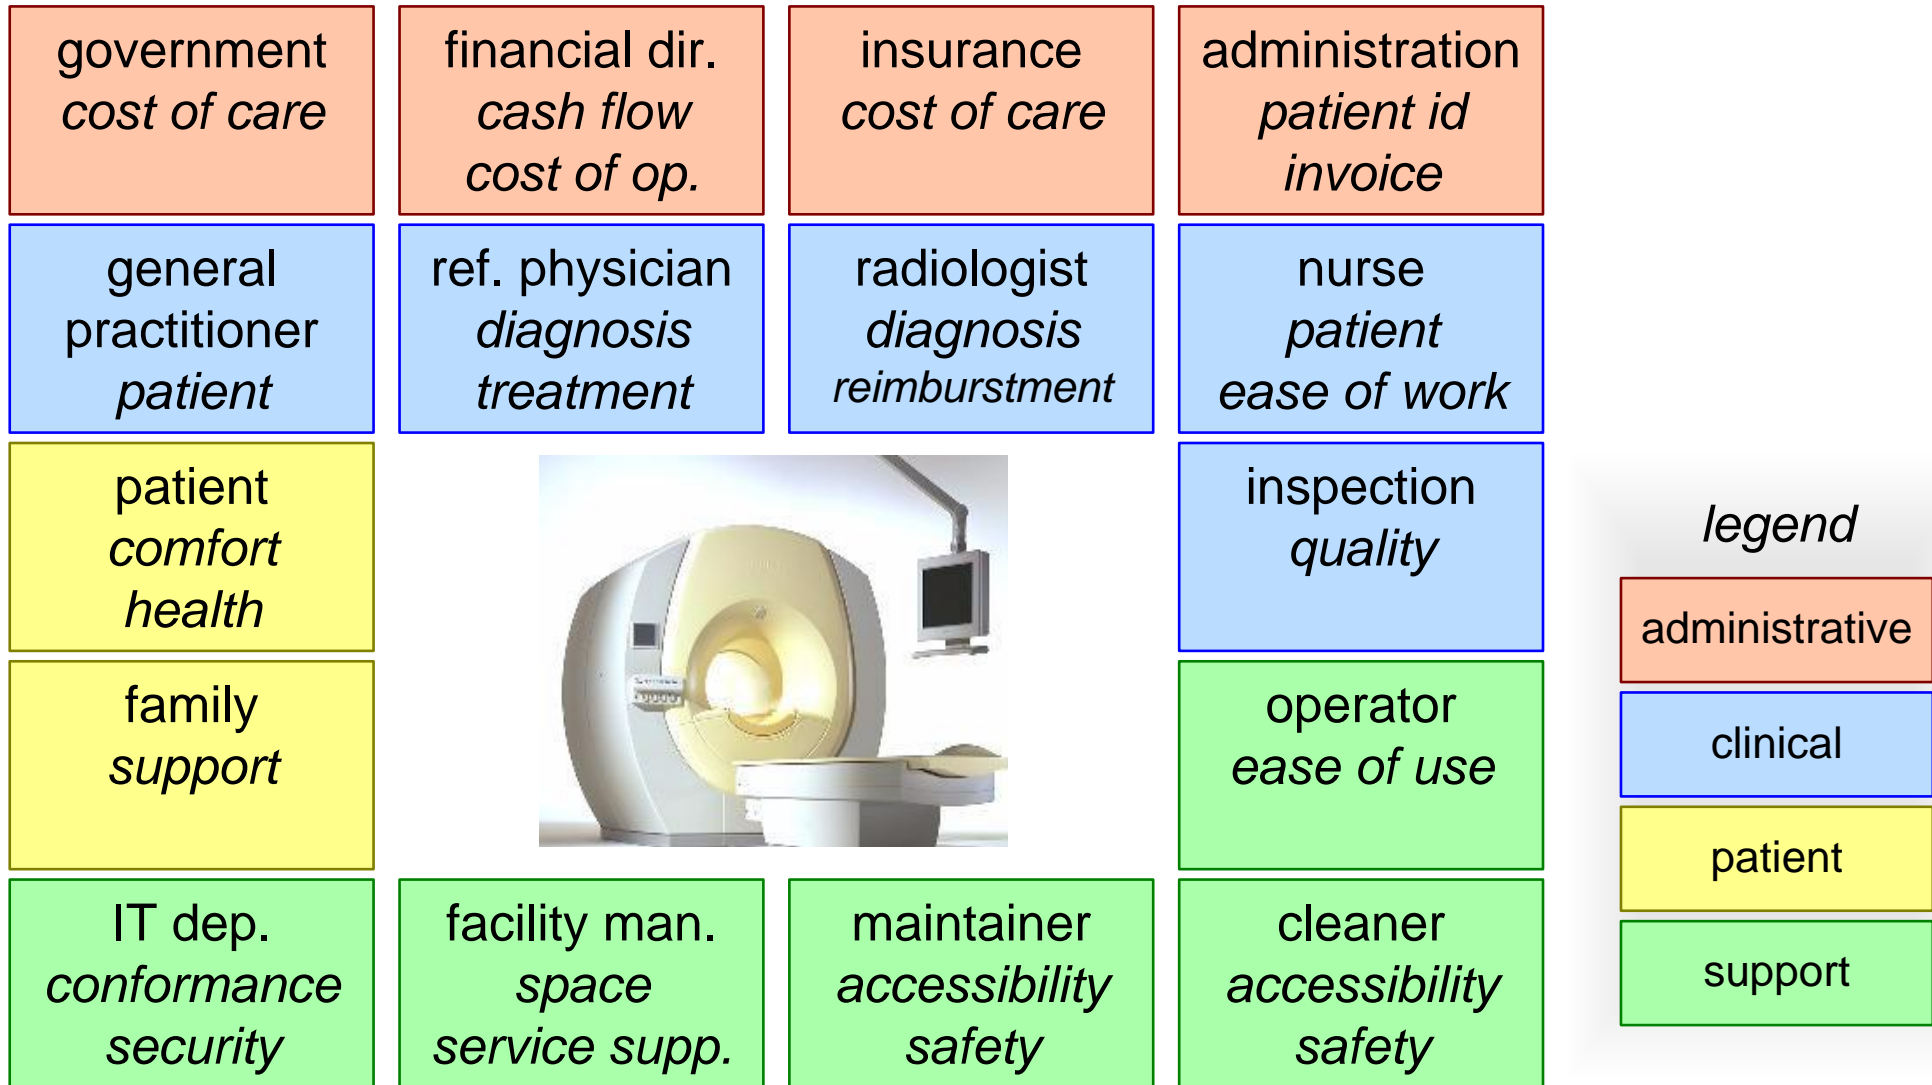 government
cost of care
financial dir.
cash flow
cost of op.
insurance
cost of care
administration
patient id
invoice
general
practitioner
patient
ref. physician
diagnosis
treatment
radiologist
diagnosis
reimburstment
nurse
patient
ease of work
patient
comfort
health
inspection
quality
family
support
operator
ease of use
IT dep.
conformance
security
facility man.
space
service supp.
maintainer
accessibility
safety
cleaner
accessibility
safety
legend
administrative
clinical
patient
support